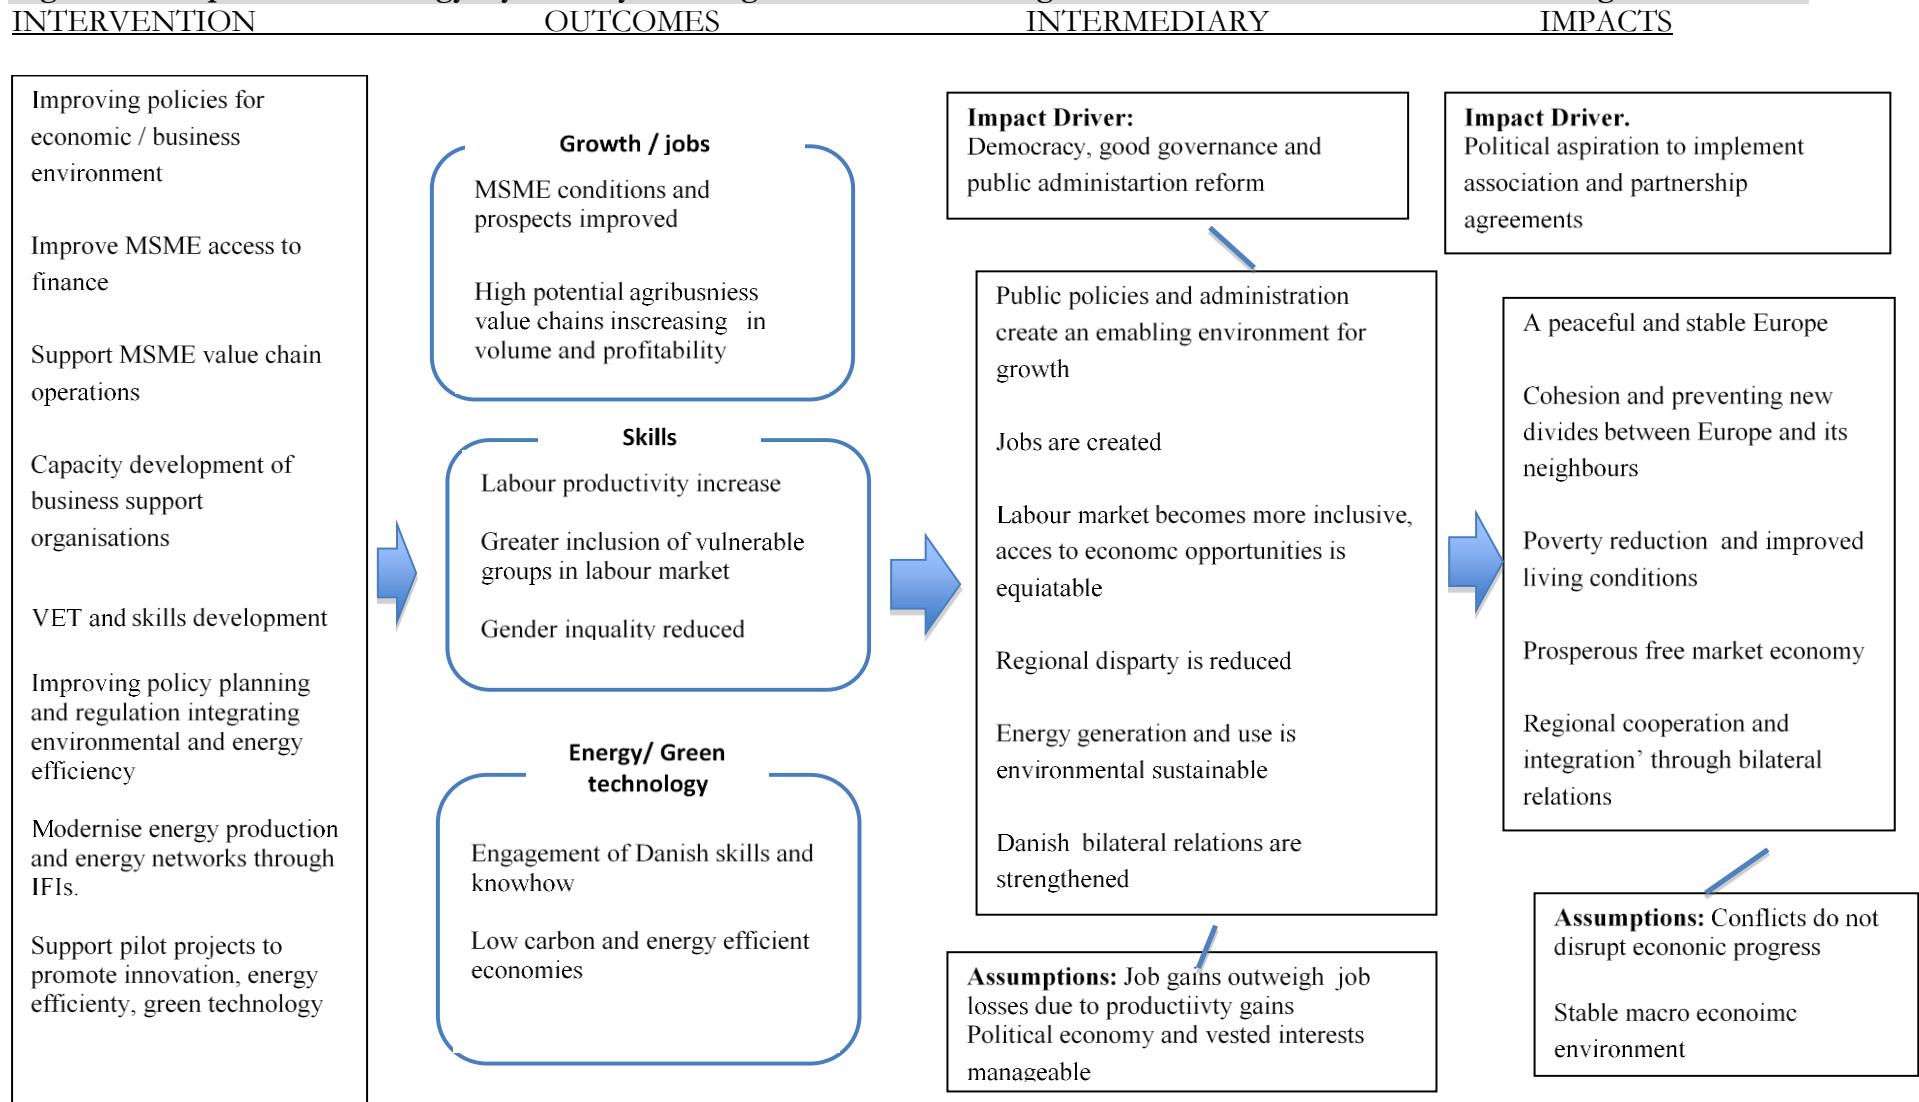 INTERVENTION OUTCOMES INTERMEDIARY IMPACTS
Improving policies for
economic / business
environment
Improve MSME access to
finance
Support MSME value chain
operations
Capacity development of
business support
organisations
VET and skills development
Improving policy planning
and regulation integrating
environmental and energy
efficiency
Modernise energy production
and energy networks through
IFIs.
Support pilot projects to
promote innovation, energy
efficienty, green technology
Growth / jobs
MSME conditions and
prospects improved
High potential agribusniess
value chains inscreasing in
volume and profitability
Skills
Labour productivity increase
Greater inclusion of vulnerable
groups in labour market
Gender inquality reduced
Energy/ Green
technology
Engagement of Danish skills and
knowhow
Low carbon and energy efficient
economies
Impact Driver:
Democracy, good governance and
public administartion reform
Public policies and administration
create an emabling environment for
growth
Jobs are created
Labour market becomes more inclusive,
acces to economc opportunities is
equiatable
Regional disparty is reduced
Energy generation and use is
environmental sustainable
Danish bilateral relations are
strengthened
Assumptions: Job gains outweigh job
losses due to productiivty gains
Political economy and vested interests
manageable
Impact Driver.
Political aspiration to implement
association and partnership
agreements
A peaceful and stable Europe
Cohesion and preventing new
divides between Europe and its
neighbours
Poverty reduction and improved
living conditions
Prosperous free market economy
Regional cooperation and
integration’ through bilateral
relations
Assumptions: Conflicts do not
disrupt econonic progress
Stable macro econoimc
environment